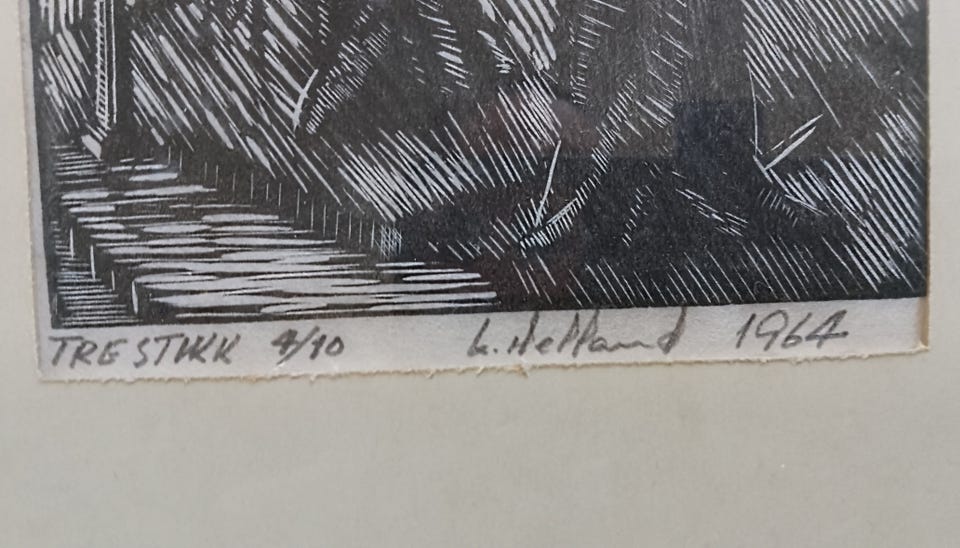 TRESTIKK 4/10 L. Helland 1964